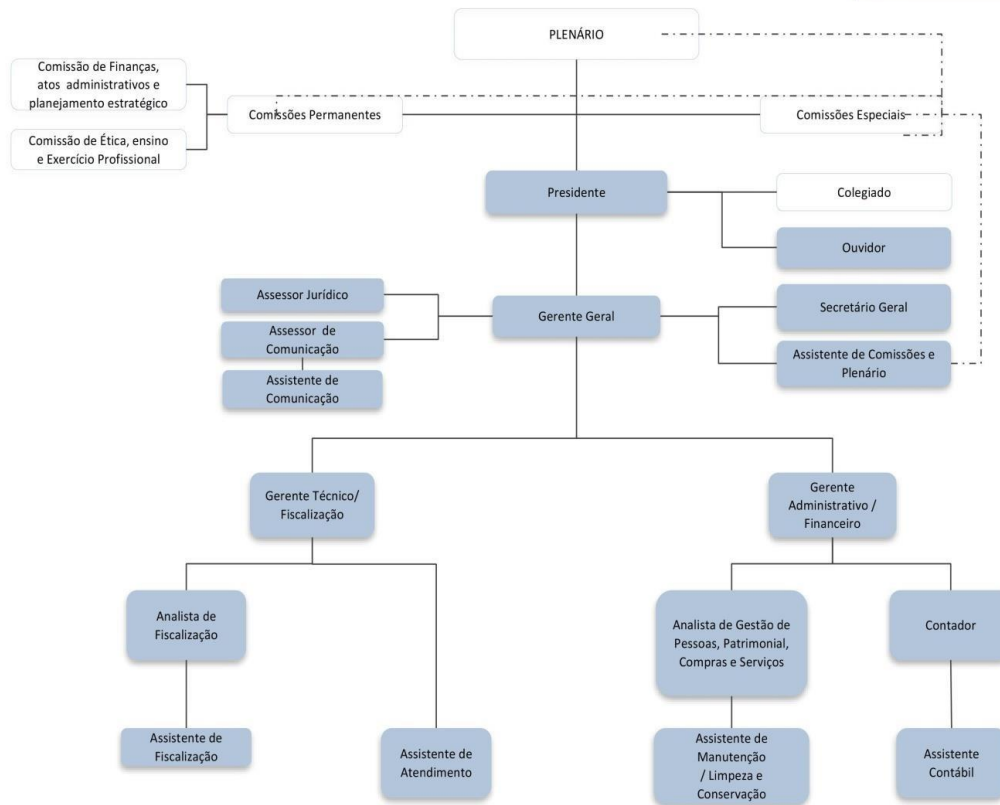 PLENÁRIO
Comissão de Finanças,
atos administrativos e
planejamento estratégico
Comissões Permanentes
Comissões Especiais
Comissão de Ética, ensino
e Exercício Profissional
Presidente
Colegiado
Ouvidor
Assessor Jurídico
Gerente Geral
Secretário Geral
Assessor de
Comunicação
Assistente de Comissões e
Plenário
Assistente de
Comunicação
Gerente Técnico/
Fiscalização
Gerente
Administrativo /
Financeiro
Analista de
Fiscalização
Analista de Gestão de
Pessoas, Patrimonial,
Compras e Serviços
Contador
Assistente de
Fiscalização
Assistente de
Atendimento
Assistente de
Manutenção
/ Limpeza e
Conservação
Assistente
Contábil